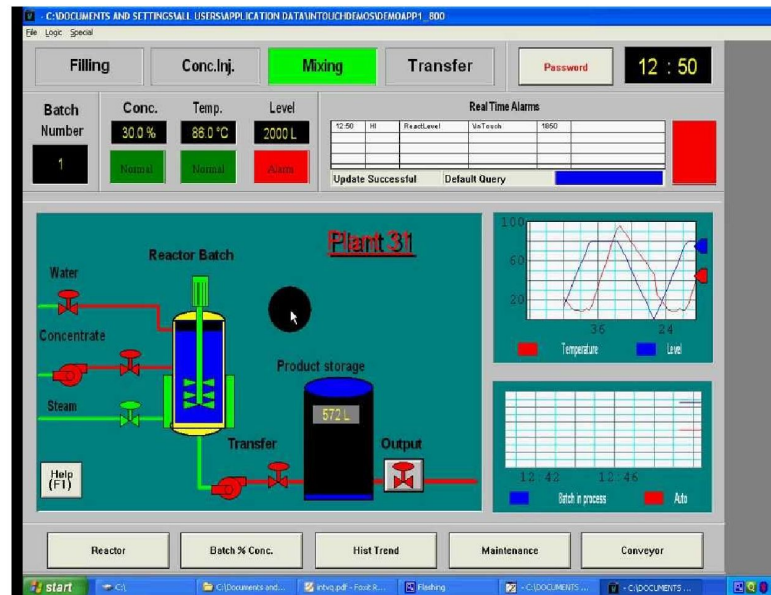 - C:\DOCUMENTS AND SETTINGS\ALL USERS\APPLICATION DATA\INTOUCHDEMOS\DEMOAPP1_800
File Logic Special
Filling
Conc.Inj.
Mixing
Transfer
Password
12 : 50
Batch
Number
1
Conc.
30.0 %
Normal
Temp.
86.0 °C
Normal
Level
2000 L
Alarm
Real Time Alarms
12:50 HI ReactLevel 1850
Update Successful Default Query
Plant 31
Reactor Batch
Water
Concentrate
Steam
Product storage
572 L
Transfer
Output
Help
(F1)
100
60
20
36 24
Temperature Level
12:42 12:46
Batch in process Auto
Reactor
Batch % Conc.
Hist Trend
Maintenance
Conveyor
start
C:\
C:\Documents and...
intvq.pdf - Foxit R...
Flashing
- C:\DOCUMENTS ...
- C:\DOCUMENTS ...